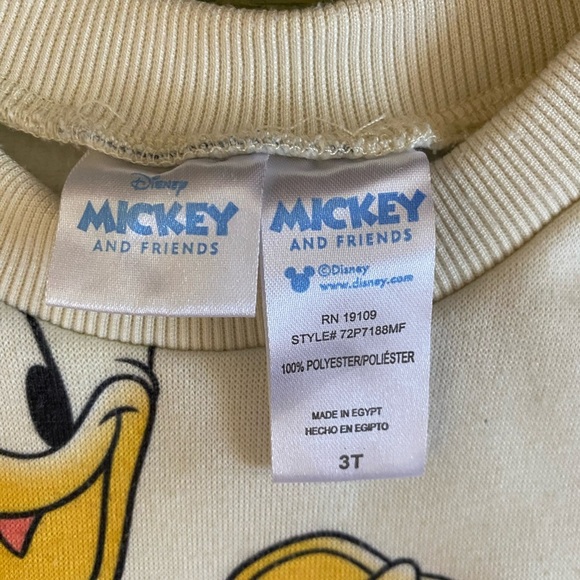 Disney
MICKEY
AND FRIENDS
MICKEY
AND FRIENDS
©Disney
www.disney.com
RN 19109
STYLE# 72P7188MF
100% POLYESTER/POLIÉSTER
MADE IN EGYPT
HECHO EN EGIPTO
3T